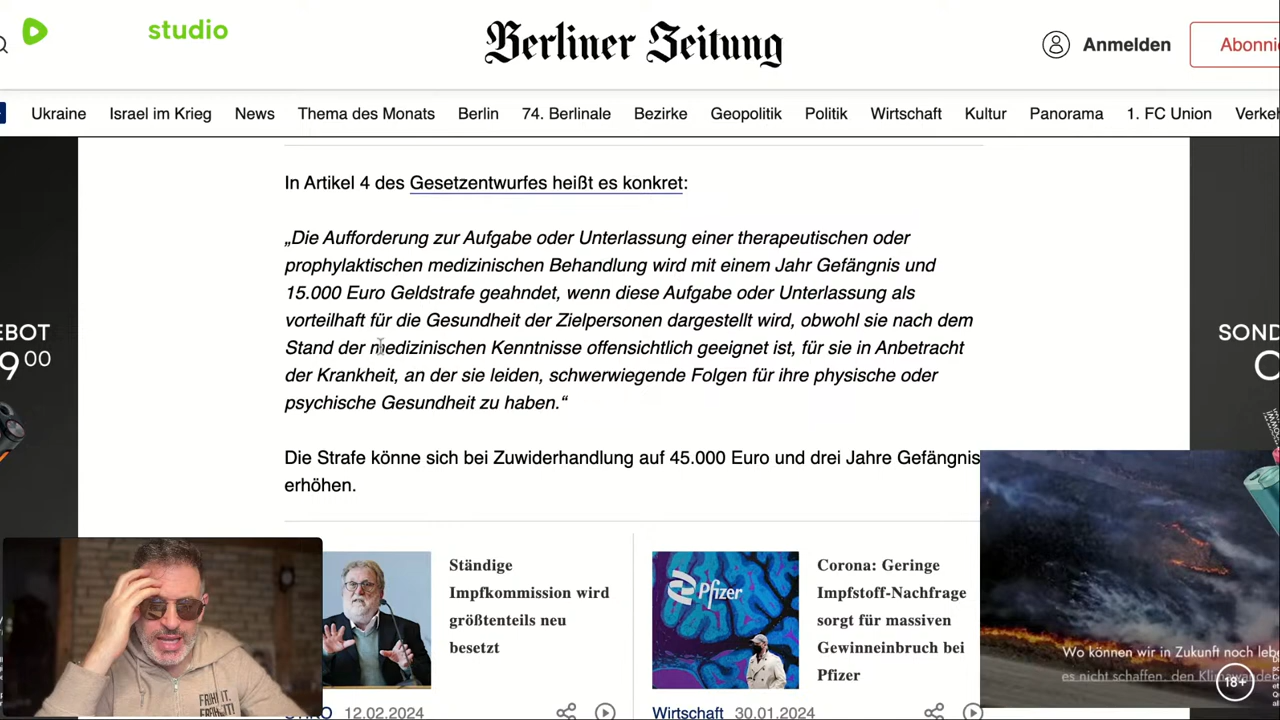 studio
Berliner Zeitung
Anmelden
Abonni
Ukraine Israel im Krieg News Thema des Monats Berlin 74. Berlinale Bezirke Geopolitik Politik Wirtschaft Kultur Panorama 1. FC Union Verkeh
In Artikel 4 des Gesetzentwurfes heißt es konkret:
„Die Aufforderung zur Aufgabe oder Unterlassung einer therapeutischen oder
prophylaktischen medizinischen Behandlung wird mit einem Jahr Gefängnis und
15.000 Euro Geldstrafe geahndet, wenn diese Aufgabe oder Unterlassung als
vorteilhaft für die Gesundheit der Zielpersonen dargestellt wird, obwohl sie nach dem
Stand der medizinischen Kenntnisse offensichtlich geeignet ist, für sie in Anbetracht
der Krankheit, an der sie leiden, schwerwiegende Folgen für ihre physische oder
psychische Gesundheit zu haben.“
Die Strafe könne sich bei Zuwiderhandlung auf 45.000 Euro und drei Jahre Gefängnis
erhöhen.
EBOT
9 00
SOND
Ständige
Impfkommission wird
größtenteils neu
besetzt
12.02.2024
Pfizer
Corona: Geringe
Impfstoff-Nachfrage
sorgt für massiven
Gewinneinbruch bei
Pfizer
Wirtschaft 30.01.2024
Wo können wir in Zukunft noch lebe
es nicht schaffen, den Klimawandel
18+